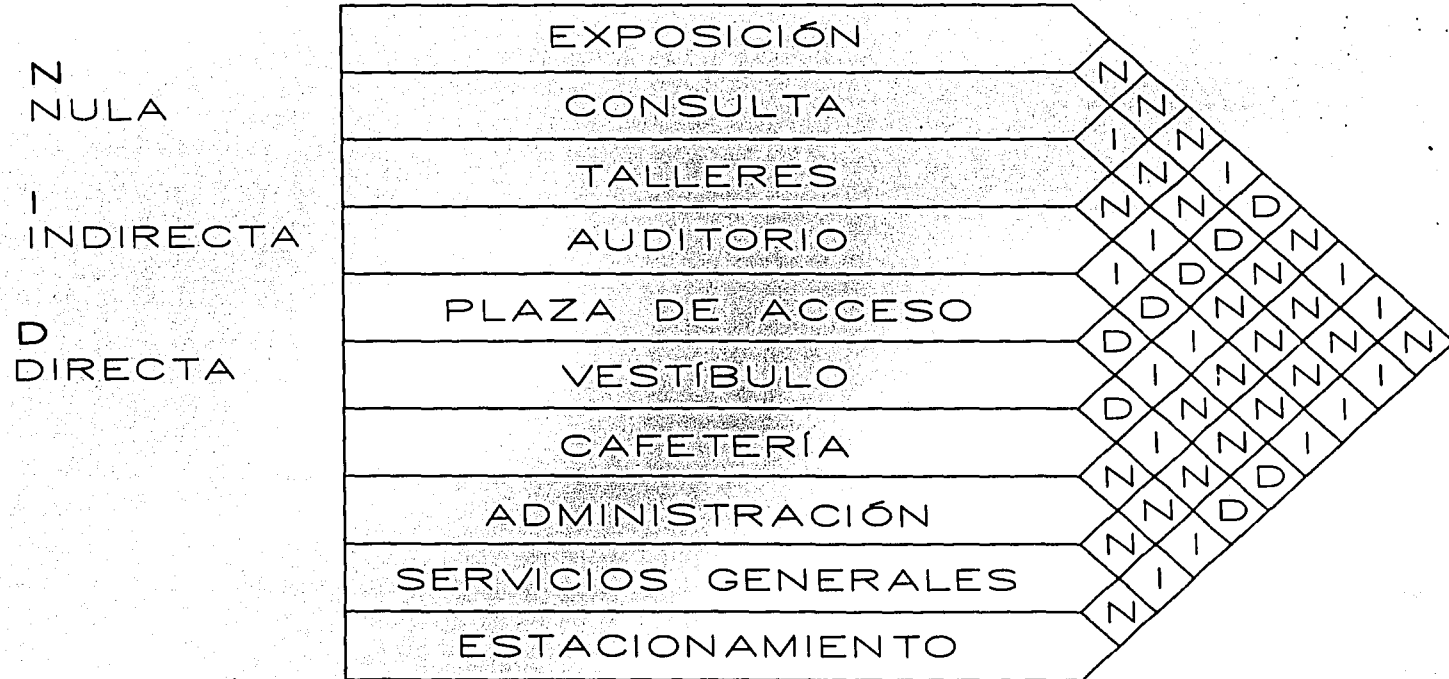 N
NULA
I
INDIRECTA
D
DIRECTA
EXPOSICIÓN
N
CONSULTA N
I N
TALLERES N I
N N D
AUDITORIO I D N
I D N I
PLAZA DE ACCESO D N N I
D I N N N
VESTÍBULO I N N I
D N N I
CAFETERÍA I N I
N N D
ADMINISTRACIÓN N D
N I
SERVICIOS GENERALES I
N
ESTACIONAMIENTO